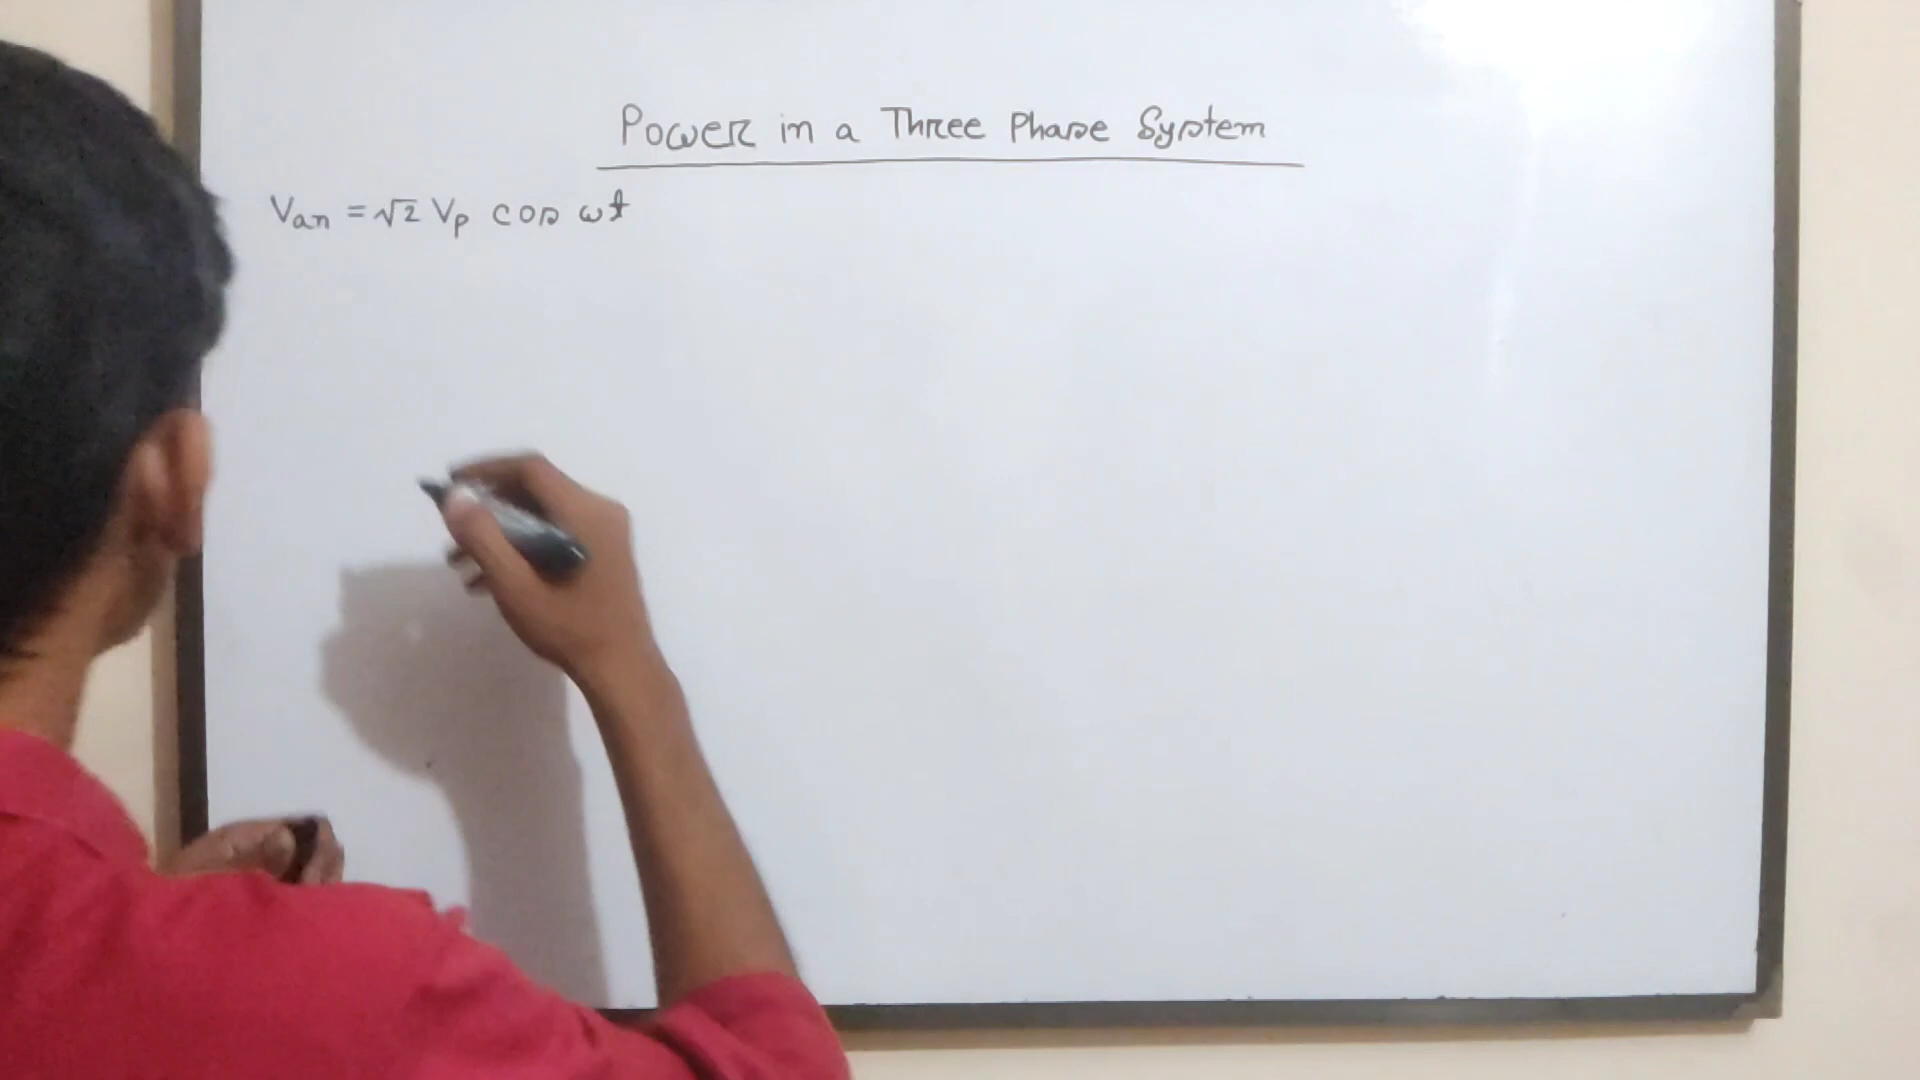 Power in a Three Phase System
Van = √2 Vp cos ωt